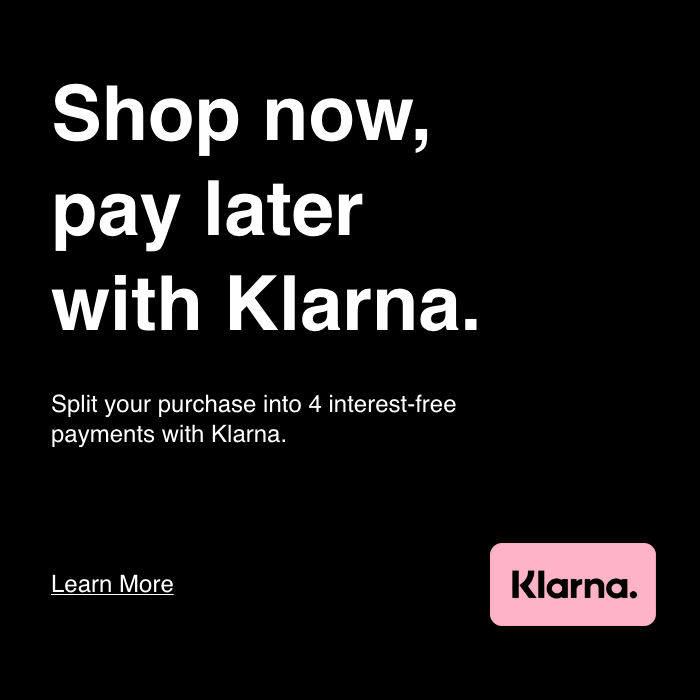 Shop now,
pay later
with Klarna.
Split your purchase into 4 interest-free
payments with Klarna.
Learn More
Klarna.